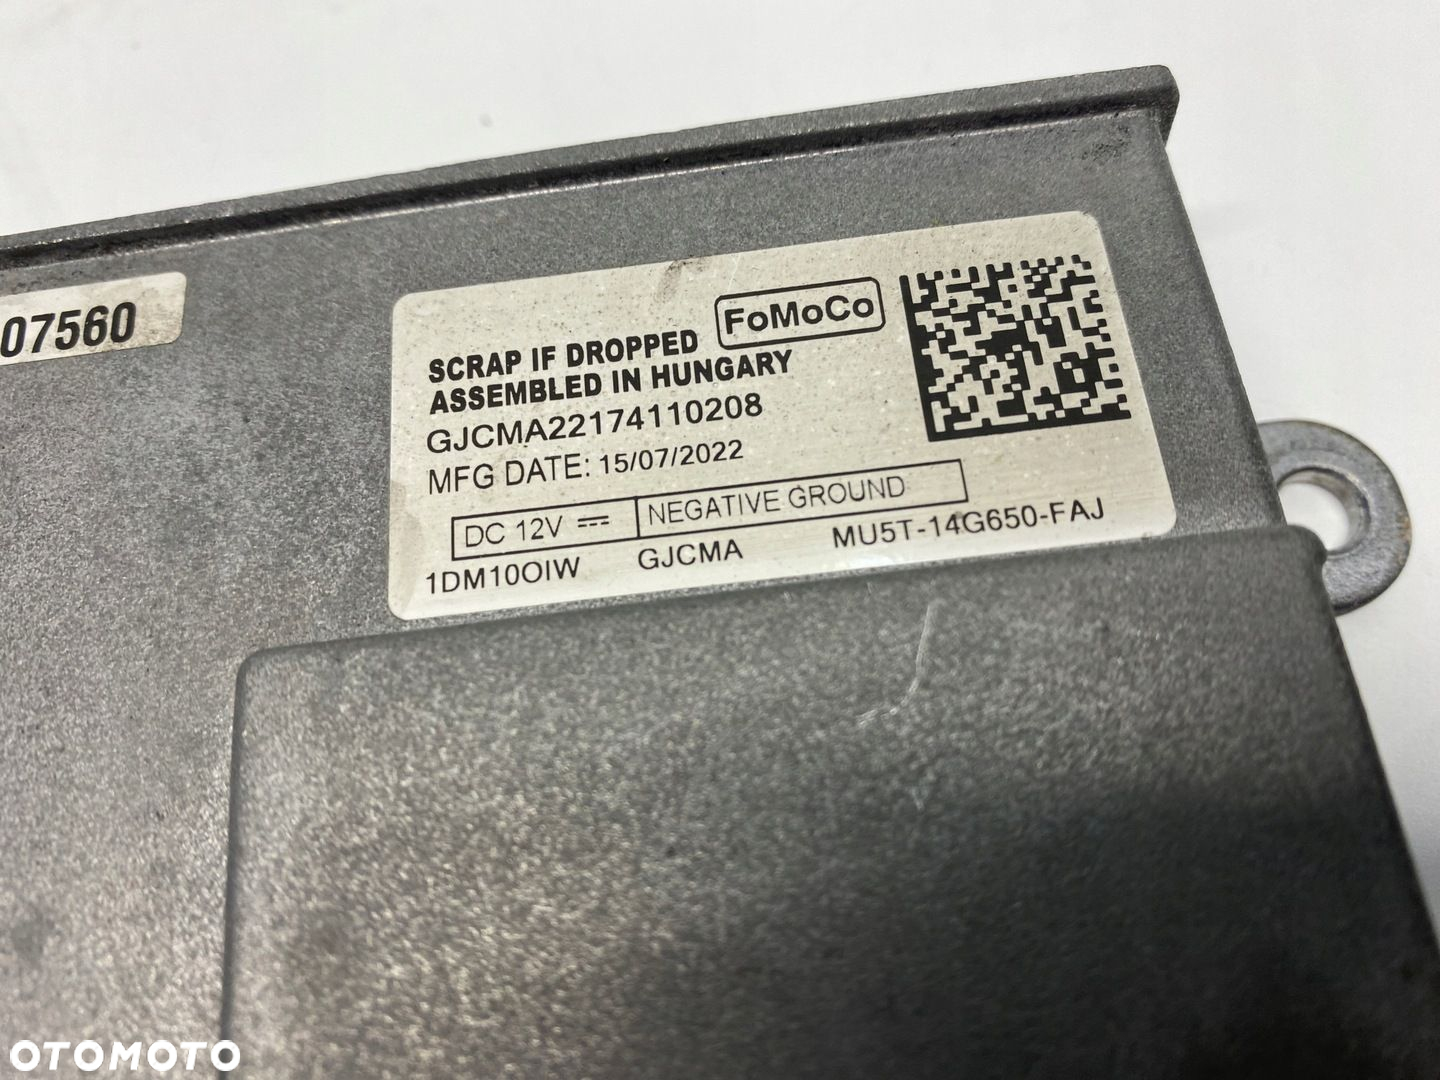 07560
FoMoCo
SCRAP IF DROPPED
ASSEMBLED IN HUNGARY
GJCMA22174110208
MFG DATE: 15/07/2022
DC 12V NEGATIVE GROUND
1DM10OIW GJCMA MU5T-14G650-FAJ
OTOMOTO